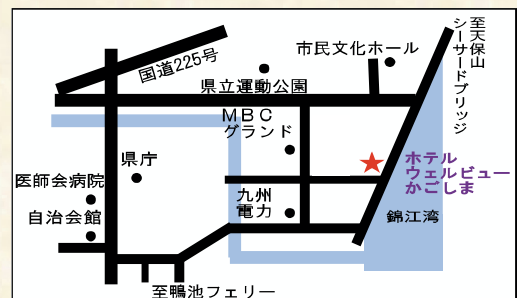 至天保山
シーサードブリッジ
市民文化ホール
国道225号
県立運動公園
MBC
グランド
県庁
ホテル
ウェルビュー
かごしま
医師会病院
九州
電力
自治会館
錦江湾
至鴨池フェリー